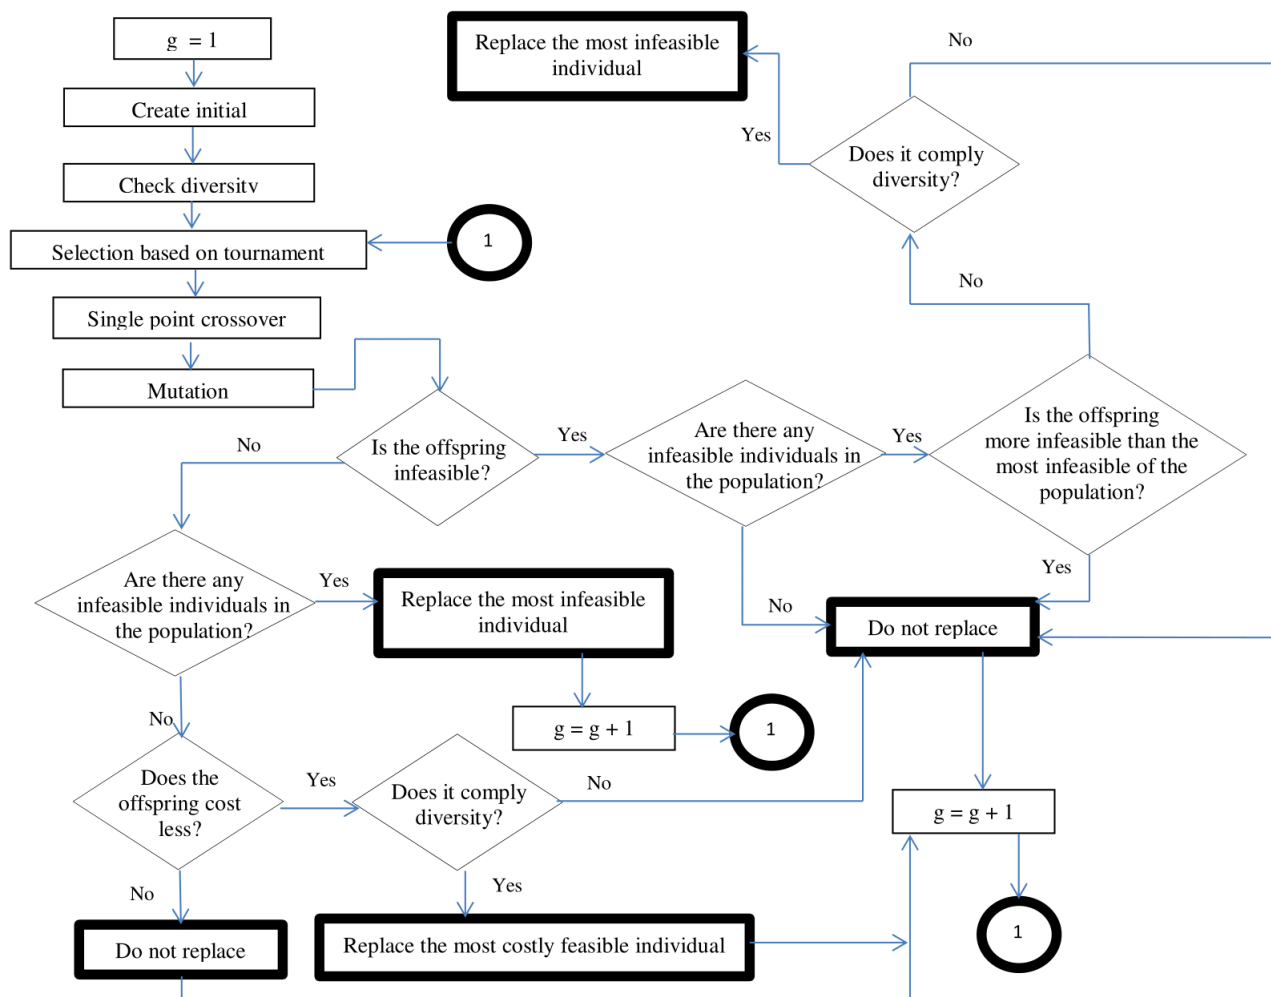 g = 1
Create initial
Check diversity
Selection based on tournament
1
Single point crossover
Mutation
Replace the most infeasible
individual
No
Yes
Does it comply
diversity?
No
No
Is the offspring
infeasible?
Yes
Are there any
infeasible individuals in
the population?
Yes
Is the offspring
more infeasible than the
most infeasible of the
population?
Are there any
infeasible individuals in
the population?
Yes
Replace the most infeasible
individual
No
Yes
Do not replace
No
g = g + 1
1
Does the
offspring cost
less?
Yes
Does it comply
diversity?
No
g = g + 1
No
Yes
1
Do not replace
Replace the most costly feasible individual